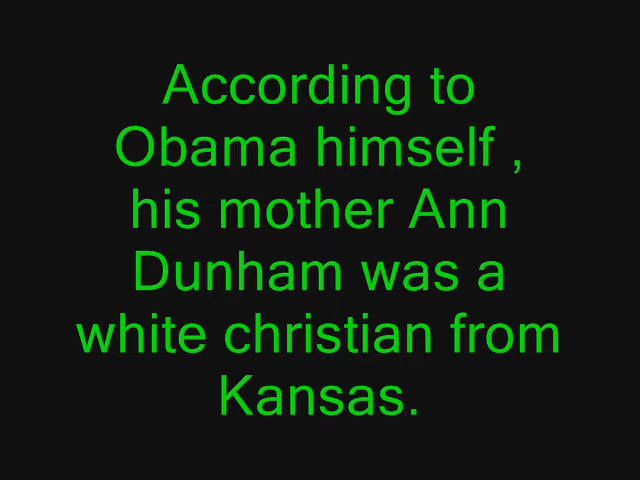 According to
Obama himself ,
his mother Ann
Dunham was a
white christian from
Kansas.